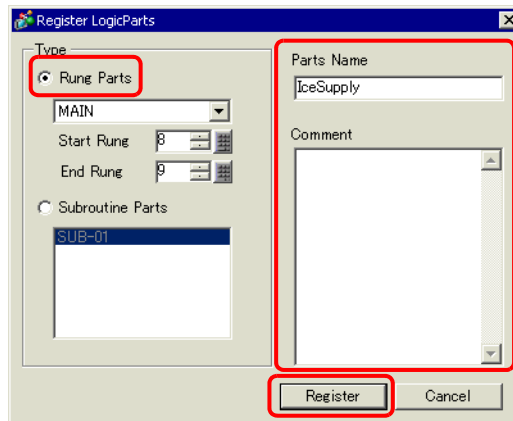 Register LogicParts
Type
Rung Parts
MAIN
Start Rung 8
End Rung 9
Subroutine Parts
SUB-01
Parts Name
IceSupply
Comment
Register Cancel